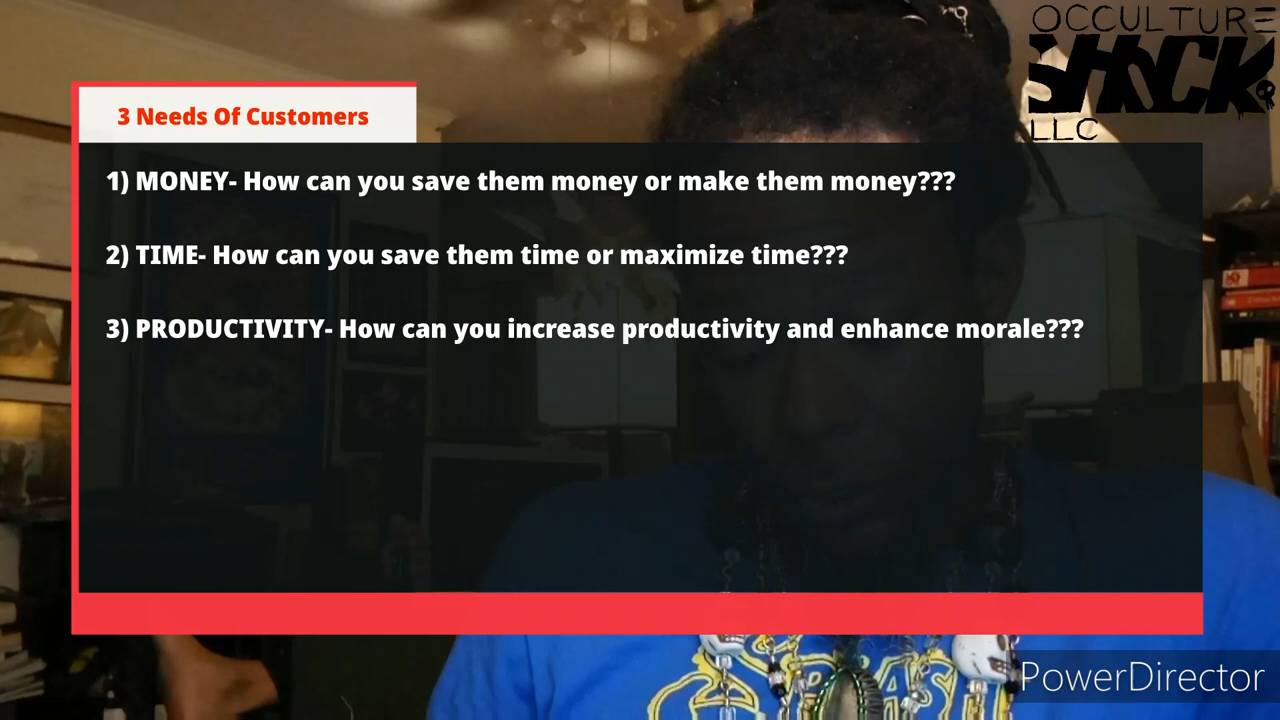 OCCULTURE
SHOCK
LLC
3 Needs Of Customers
1) MONEY- How can you save them money or make them money???
2) TIME- How can you save them time or maximize time???
3) PRODUCTIVITY- How can you increase productivity and enhance morale???
PowerDirector